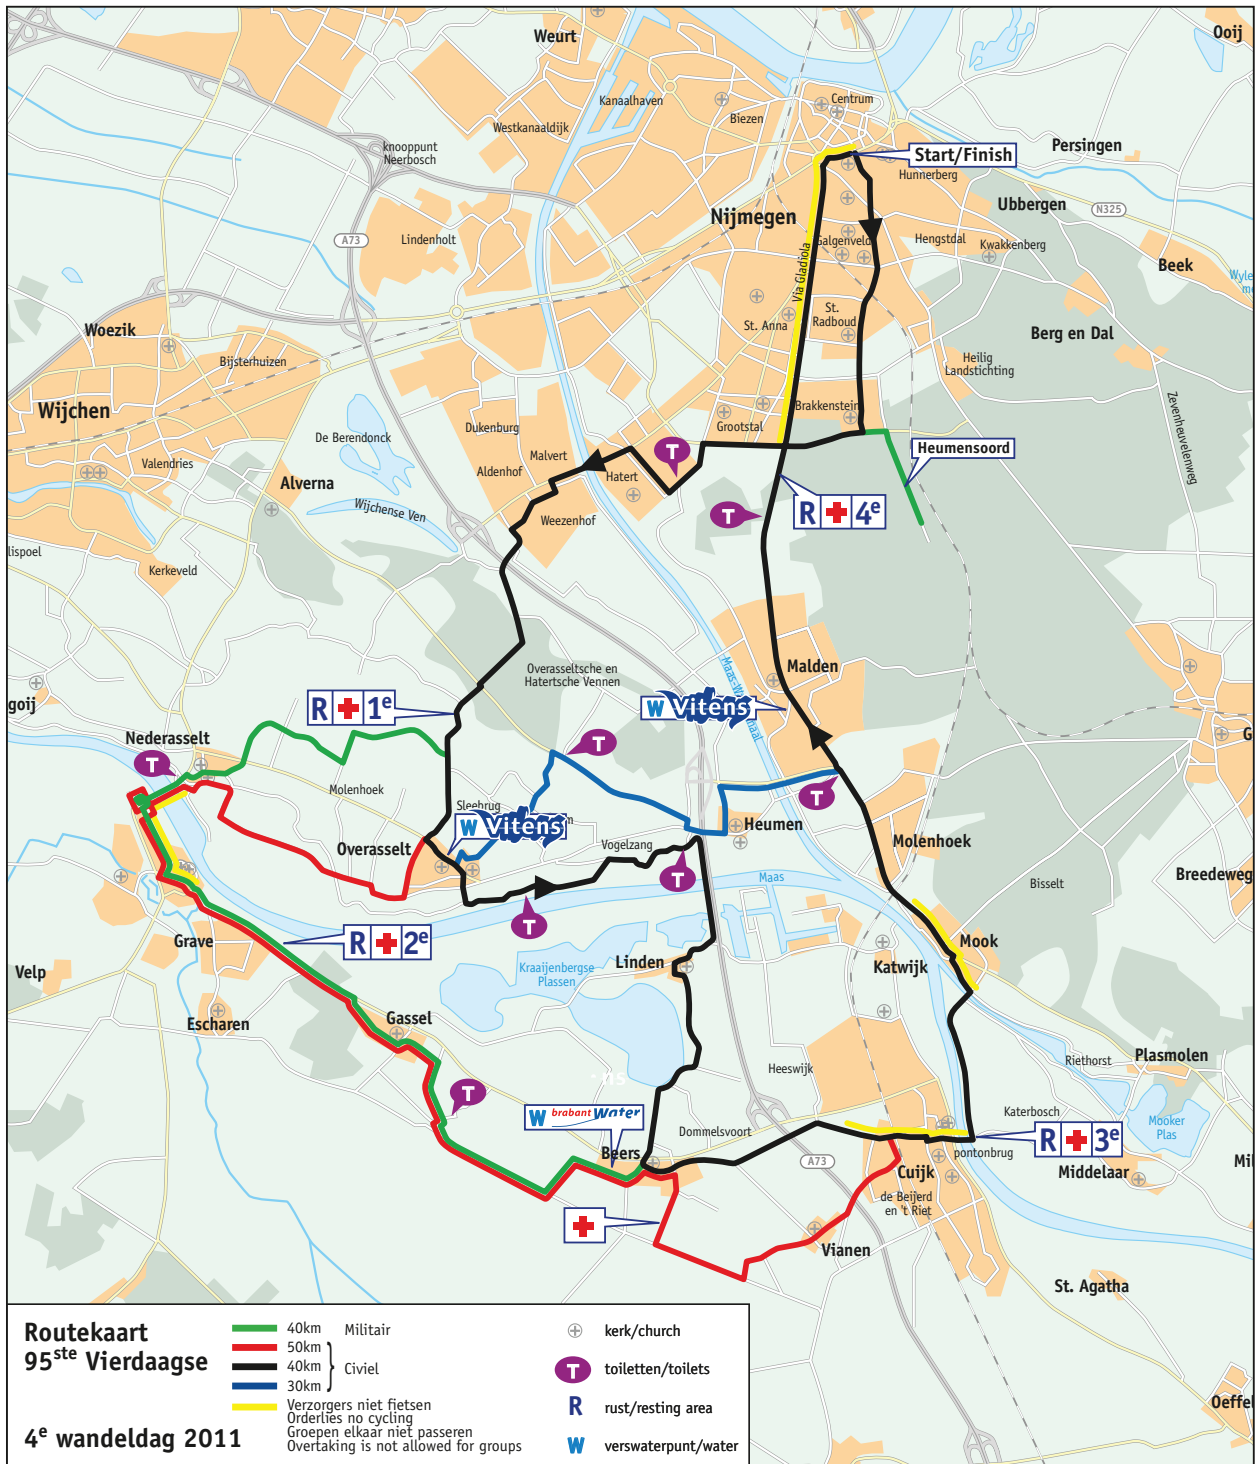 Weurt
Ooij
Kanaalhaven
Centrum
Biezen
Westkanaaldijk
knooppunt
Neerbosch
Start/Finish
Persingen
Hunnerberg
Ubbergen
N325
Nijmegen
A73
Lindenholt
Galgenveld
Hengstdal
Kwakkenberg
Beek
Via Gladiola
St. Anna
St.
Radboud
Woezik
Berg en Dal
Bijsterhuizen
Heilig
Landstichting
Zevenheuvelenweg
Wijchen
Brakkenstein
Grootstal
De Berendonck
Dukenburg
Heumensoord
Malvert
T
Valendries
Aldenhof
Hatert
Alverna
Wijchense Ven
Weezenhof
T
R 4e
Kerkeveld
Overasseltsche en
Hatertsche Vennen
Malden
R 1e
W Vitens
Nederasselt
T
T
Molenhoek
Sleebrug
T
W Vitens
Heumen
Overasselt
Vogelzang
Molenhoek
T
Maas
Bisselt
Breedeweg
T
Grave
R 2e
Mook
Linden
Kraaijenbergse
Plassen
Katwijk
Velp
Escharen
Gassel
Riethorst
Plasmolen
Heeswijk
T
W brabant Water
Katerbosch
Mooker
Plas
Dommelsvoort
R 3e
Beers
A73
pontonbrug
Cuijk
Middelaar
de Beijerd
en 't Riet
Vianen
St. Agatha
Routekaart
95ste Vierdaagse
4e wandeldag 2011
40km Militair
50km
40km Civiel
30km
Verzorgers niet fietsen
Orderlies no cycling
Groepen elkaar niet passeren
Overtaking is not allowed for groups
kerk/church
T toiletten/toilets
R rust/resting area
W verswaterpunt/water